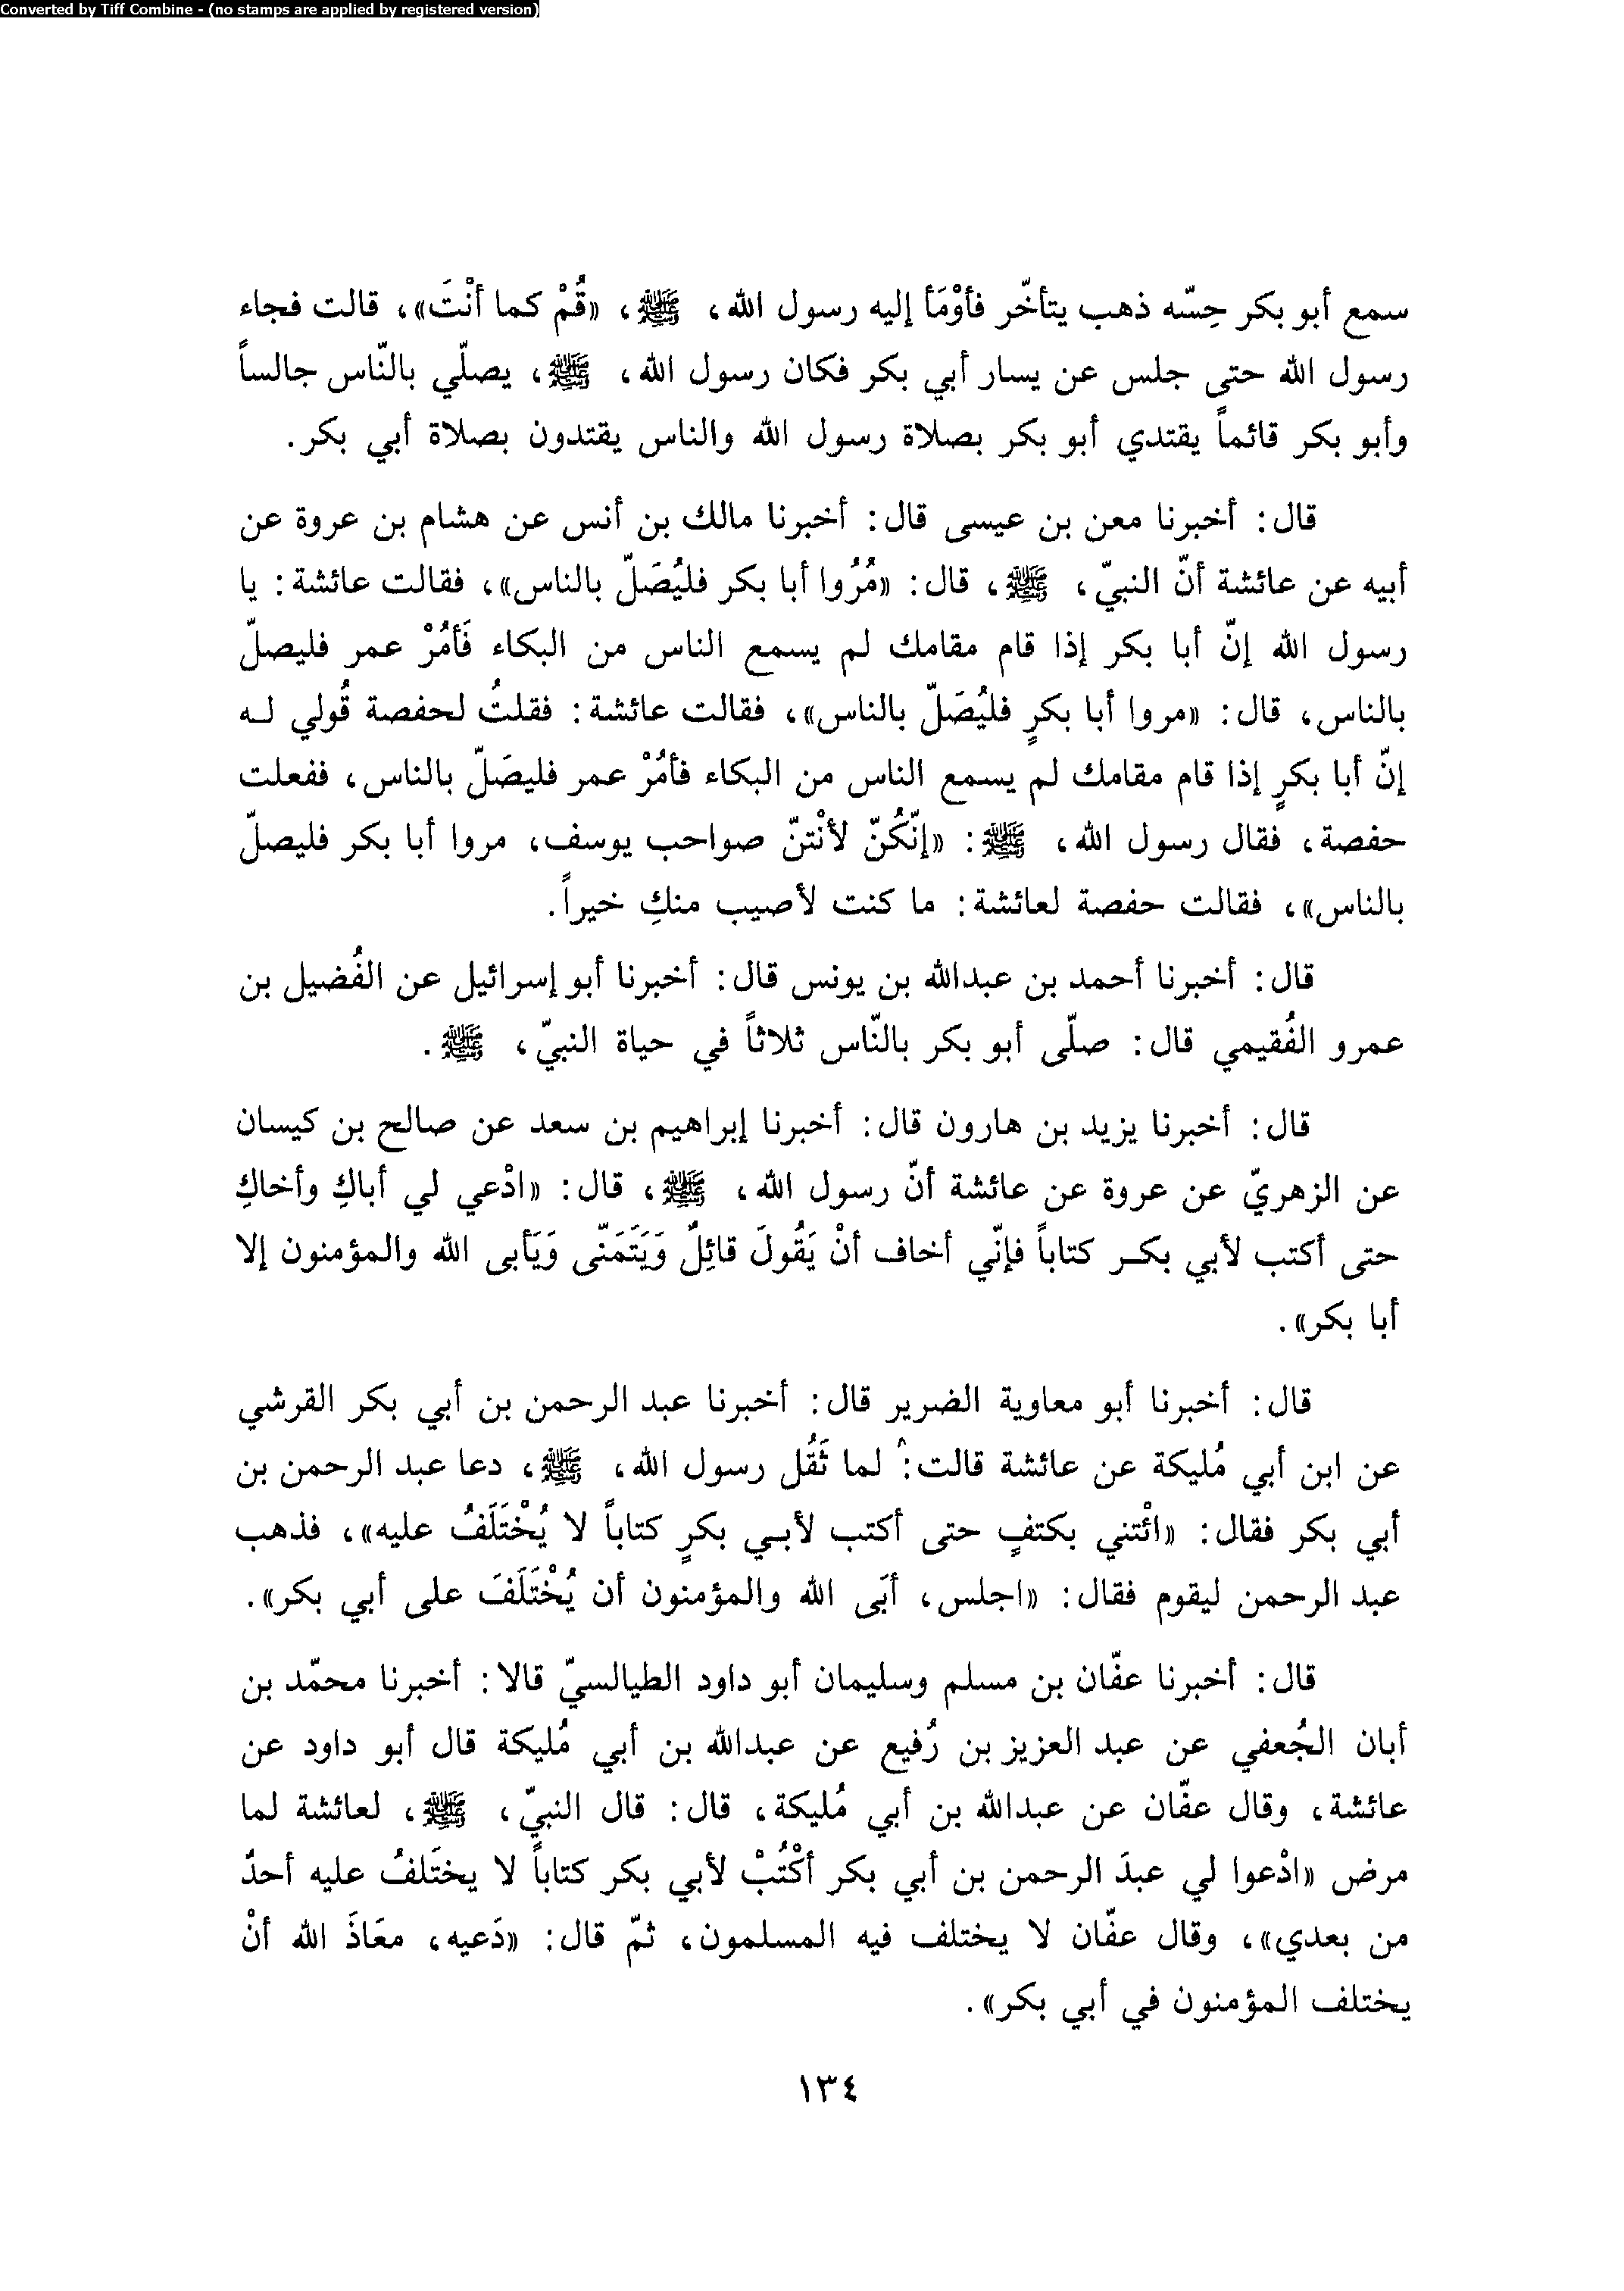 Converted by Tiff Combine - (no stamps are applied by registered version)
سمع أبو بكر حِسّه ذهب يتأخّر فأوْمَأ إليه رسول الله، ﷺ، «قُمْ كما أنْتَ»، قالت فجاء
رسول الله حتى جلس عن يسار أبي بكر فكان رسول الله، ﷺ، يصلّي بالنّاس جالساً
وأبو بكر قائماً يقتدي أبو بكر بصلاة رسول الله والناس يقتدون بصلاة أبي بكر.
قال: أخبرنا معن بن عيسى قال: أخبرنا مالك بن أنس عن هشام بن عروة عن
أبيه عن عائشة أنّ النبيّ، ﷺ، قال: «مُرُوا أبا بكر فليُصَلّ بالناس»، فقالت عائشة: يا
رسول الله إنّ أبا بكر إذا قام مقامك لم يسمع الناس من البكاء فَأمُرْ عمر فليصلّ
بالناس، قال: «مروا أبا بكرٍ فليُصَلّ بالناس»، فقالت عائشة: فقلتُ لحفصة قُولي لـه
إنّ أبا بكرٍ إذا قام مقامك لم يسمع الناس من البكاء فأمُرْ عمر فليصَلّ بالناس، ففعلت
حفصة، فقال رسول الله، ﷺ: «إنّكُنّ لأنْتنّ صواحب يوسف، مروا أبا بكر فليصلّ
بالناس»، فقالت حفصة لعائشة: ما كنت لأصيب منكِ خيراً.
قال: أخبرنا أحمد بن عبدالله بن يونس قال: أخبرنا أبو إسرائيل عن الفُضيل بن
عمرو الفُقيمي قال: صلّى أبو بكر بالنّاس ثلاثاً في حياة النبيّ، ﷺ.
قال: أخبرنا يزيد بن هارون قال: أخبرنا إبراهيم بن سعد عن صالح بن كيسان
عن الزهريّ عن عروة عن عائشة أنّ رسول الله، ﷺ، قال: «ادْعي لي أباكِ وأخاكِ
حتى أكتب لأبي بكـر كتاباً فإنّي أخاف أنْ يَقُولَ قائِلٌ وَيَتَمَنّى وَيَأبى الله والمؤمنون إلا
أبا بكر».
قال: أخبرنا أبو معاوية الضرير قال: أخبرنا عبد الرحمن بن أبي بكر القرشي
عن ابن أبي مُليكة عن عائشة قالت: لما ثَقُل رسول الله، ﷺ، دعا عبد الرحمن بن
أبي بكر فقال: «ائْتني بكتفٍ حتى أكتب لأبـي بكرٍ كتاباً لا يُخْتَلَفُ عليه»، فذهب
عبد الرحمن ليقوم فقال: «اجلس، أبَى الله والمؤمنون أن يُخْتَلَفَ على أبي بكر».
قال: أخبرنا عفّان بن مسلم وسليمان أبو داود الطيالسيّ قالا: أخبرنا محمّد بن
أبان الجُعفي عن عبد العزيز بن رُفيع عن عبدالله بن أبي مُليكة قال أبو داود عن
عائشة، وقال عفّان عن عبدالله بن أبي مُليكة، قال: قال النبيّ، ﷺ، لعائشة لما
مرض «ادْعوا لي عبدَ الرحمن بن أبي بكر أكْتُبْ لأبي بكر كتاباً لا يختَلفُ عليه أحدٌ
من بعدي»، وقال عفّان لا يختلف فيه المسلمون، ثمّ قال: «دَعيه، معَاذَ الله أنْ
يختلف المؤمنون في أبي بكر».
١٣٤